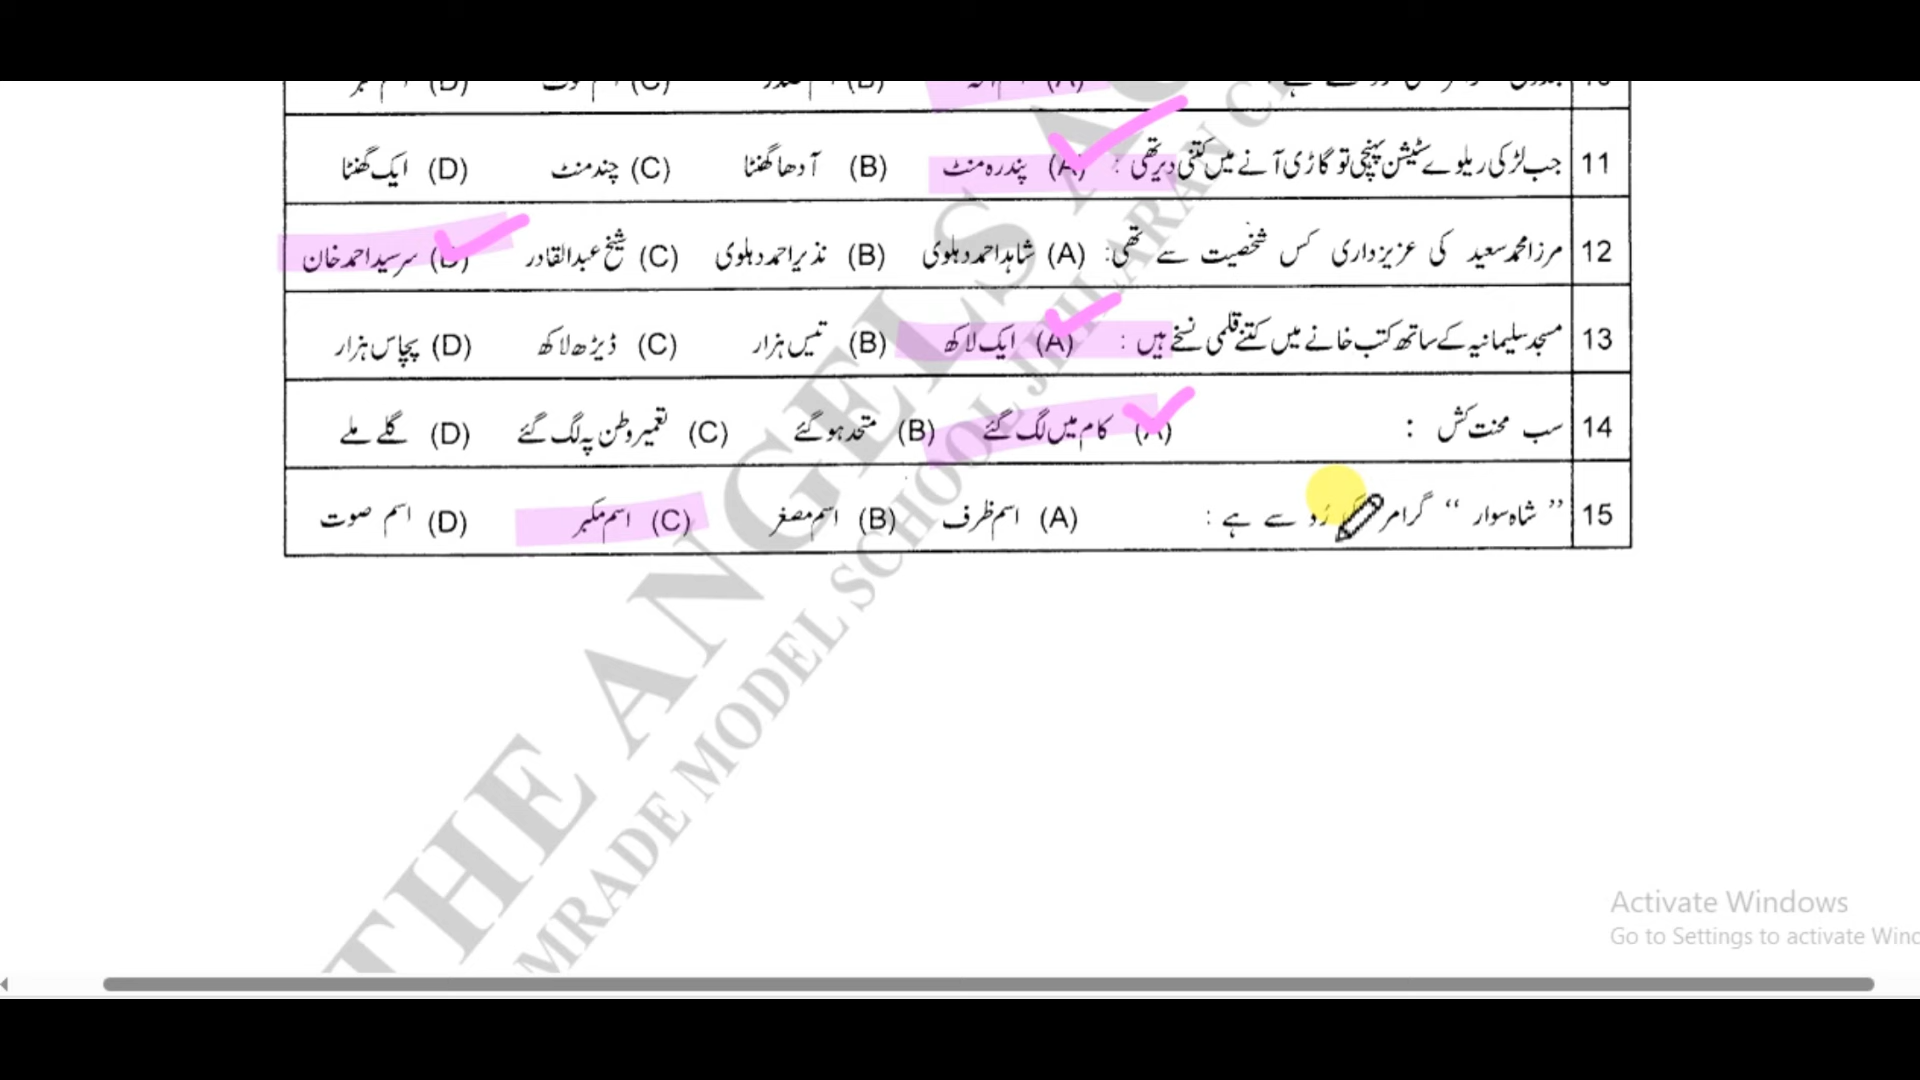 11 جب لڑکی ریلوے سٹیشن پہنچی تو گاڑی آنے میں کتنی دیر تھی : (A) پندرہ منٹ (B) آدھا گھنٹا (C) چند منٹ (D) ایک گھنٹا
12 مرزا محمد سعید کی عزیز داری کس شخصیت سے تھی: (A) شاہد احمد دہلوی (B) نذیر احمد دہلوی (C) شیخ عبدالقادر (D) سرسید احمد خان
13 مسجد سلیمانیہ کے ساتھ کتب خانے میں کتنے قلمی نسخے ہیں : (A) ایک لاکھ (B) تیس ہزار (C) ڈیڑھ لاکھ (D) پچاس ہزار
14 سب محنت کش : (A) کام میں لگ گئے (B) متحد ہو گئے (C) تعمیر وطن پہ لگ گئے (D) گلے ملے
15 ” شاہ سوار “ گرامر کی رُو سے ہے : (A) اسم ظرف (B) اسم مصغر (C) اسم مکبر (D) اسم صوت
THE ANGELS
MRADE MODEL SCHOOL JEHLARAN
Activate Windows
Go to Settings to activate Wind